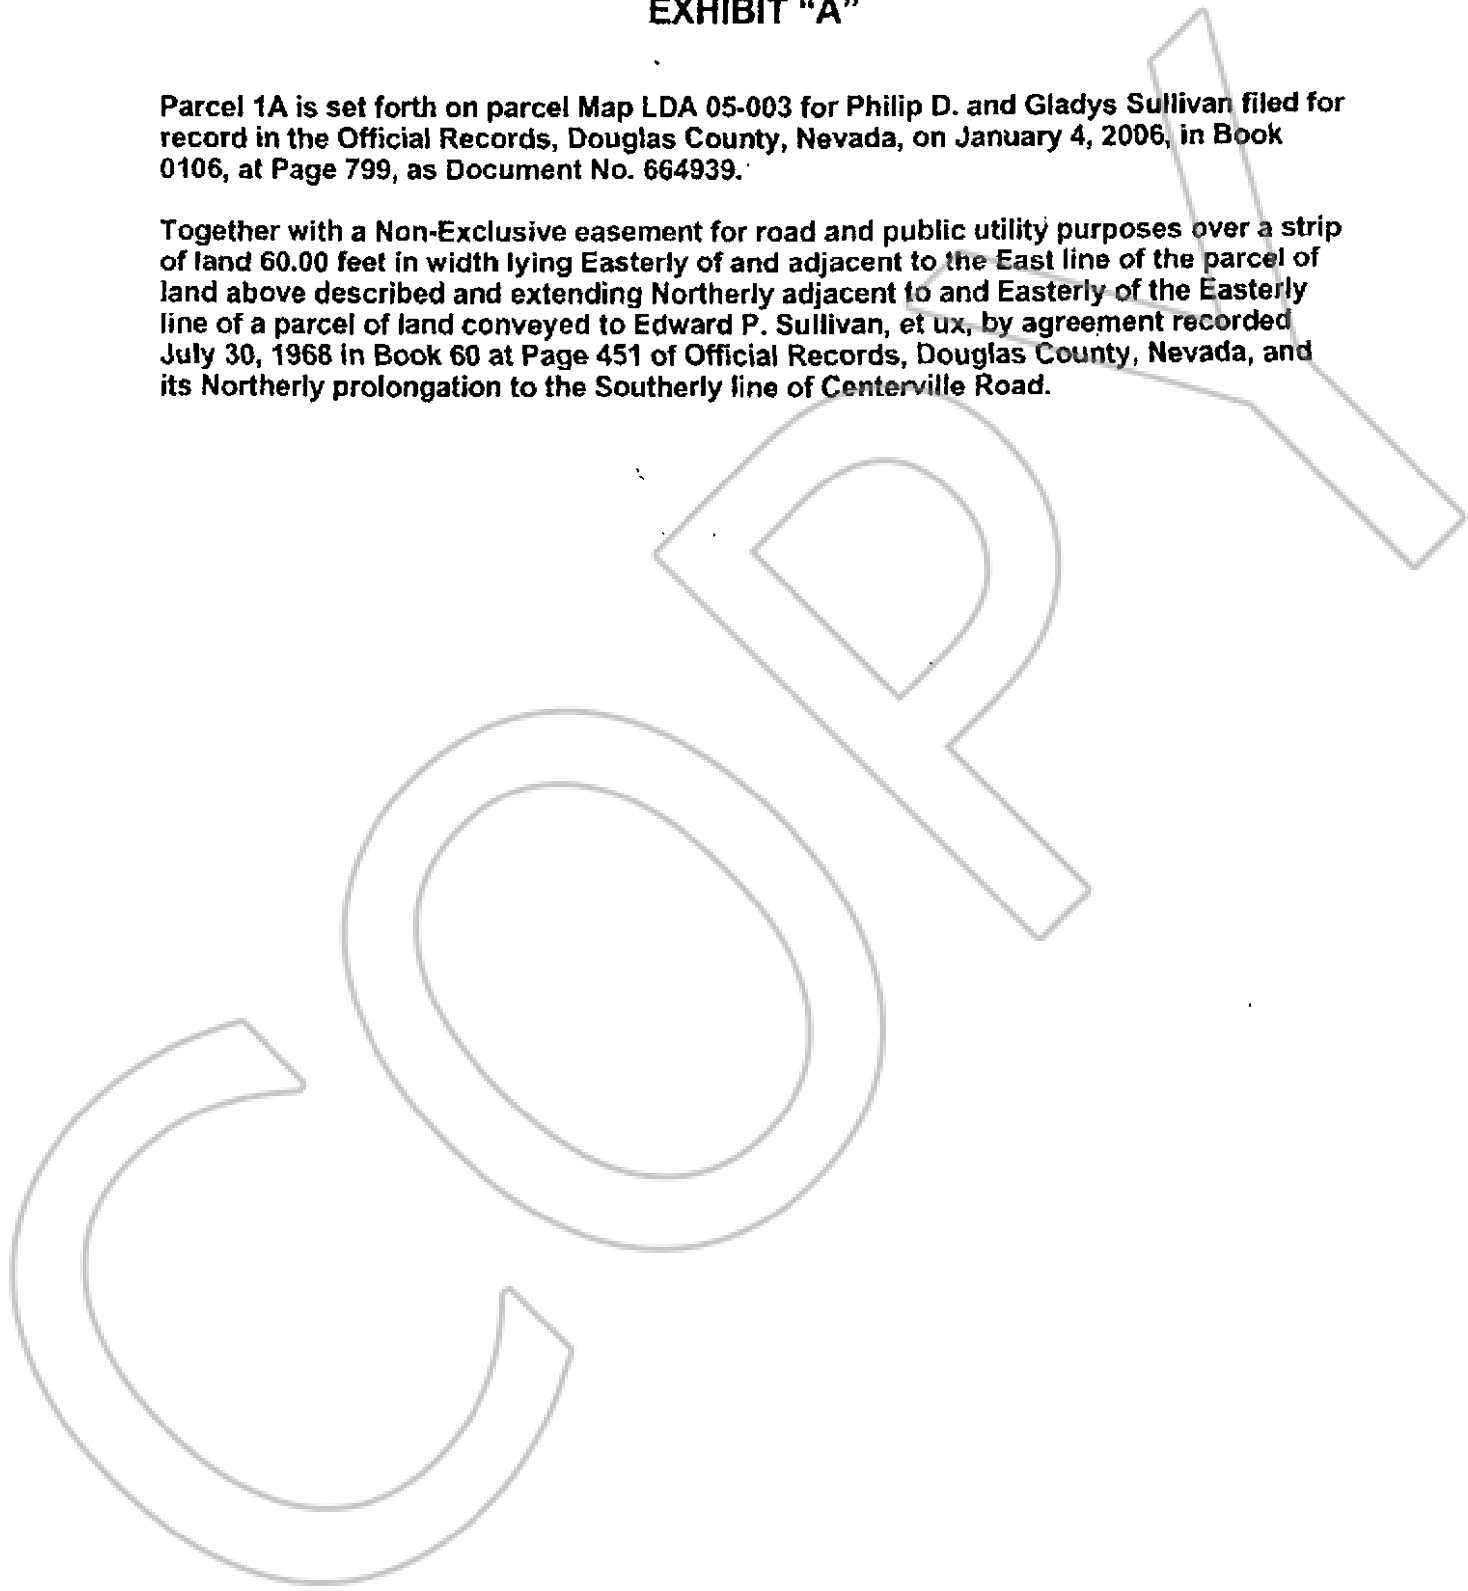 EXHIBIT "A"
Parcel 1A is set forth on parcel Map LDA 05-003 for Philip D. and Gladys Sullivan filed for
record in the Official Records, Douglas County, Nevada, on January 4, 2006, in Book
0106, at Page 799, as Document No. 664939.
Together with a Non-Exclusive easement for road and public utility purposes over a strip
of land 60.00 feet in width lying Easterly of and adjacent to the East line of the parcel of
land above described and extending Northerly adjacent to and Easterly of the Easterly
line of a parcel of land conveyed to Edward P. Sullivan, et ux, by agreement recorded
July 30, 1968 in Book 60 at Page 451 of Official Records, Douglas County, Nevada, and
its Northerly prolongation to the Southerly line of Centerville Road.
COPY